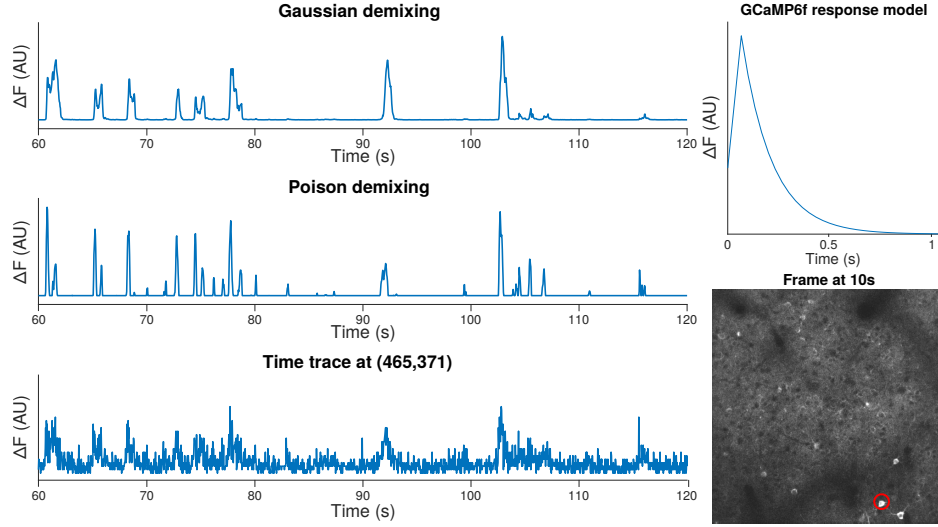 Gaussian demixing
ΔF (AU)
60 70 80 90 100 110 120
Time (s)
Poison demixing
ΔF (AU)
60 70 80 90 100 110 120
Time (s)
Time trace at (465,371)
ΔF (AU)
60 70 80 90 100 110 120
Time (s)
GCaMP6f response model
ΔF (AU)
0 0.5 1
Time (s)
Frame at 10s